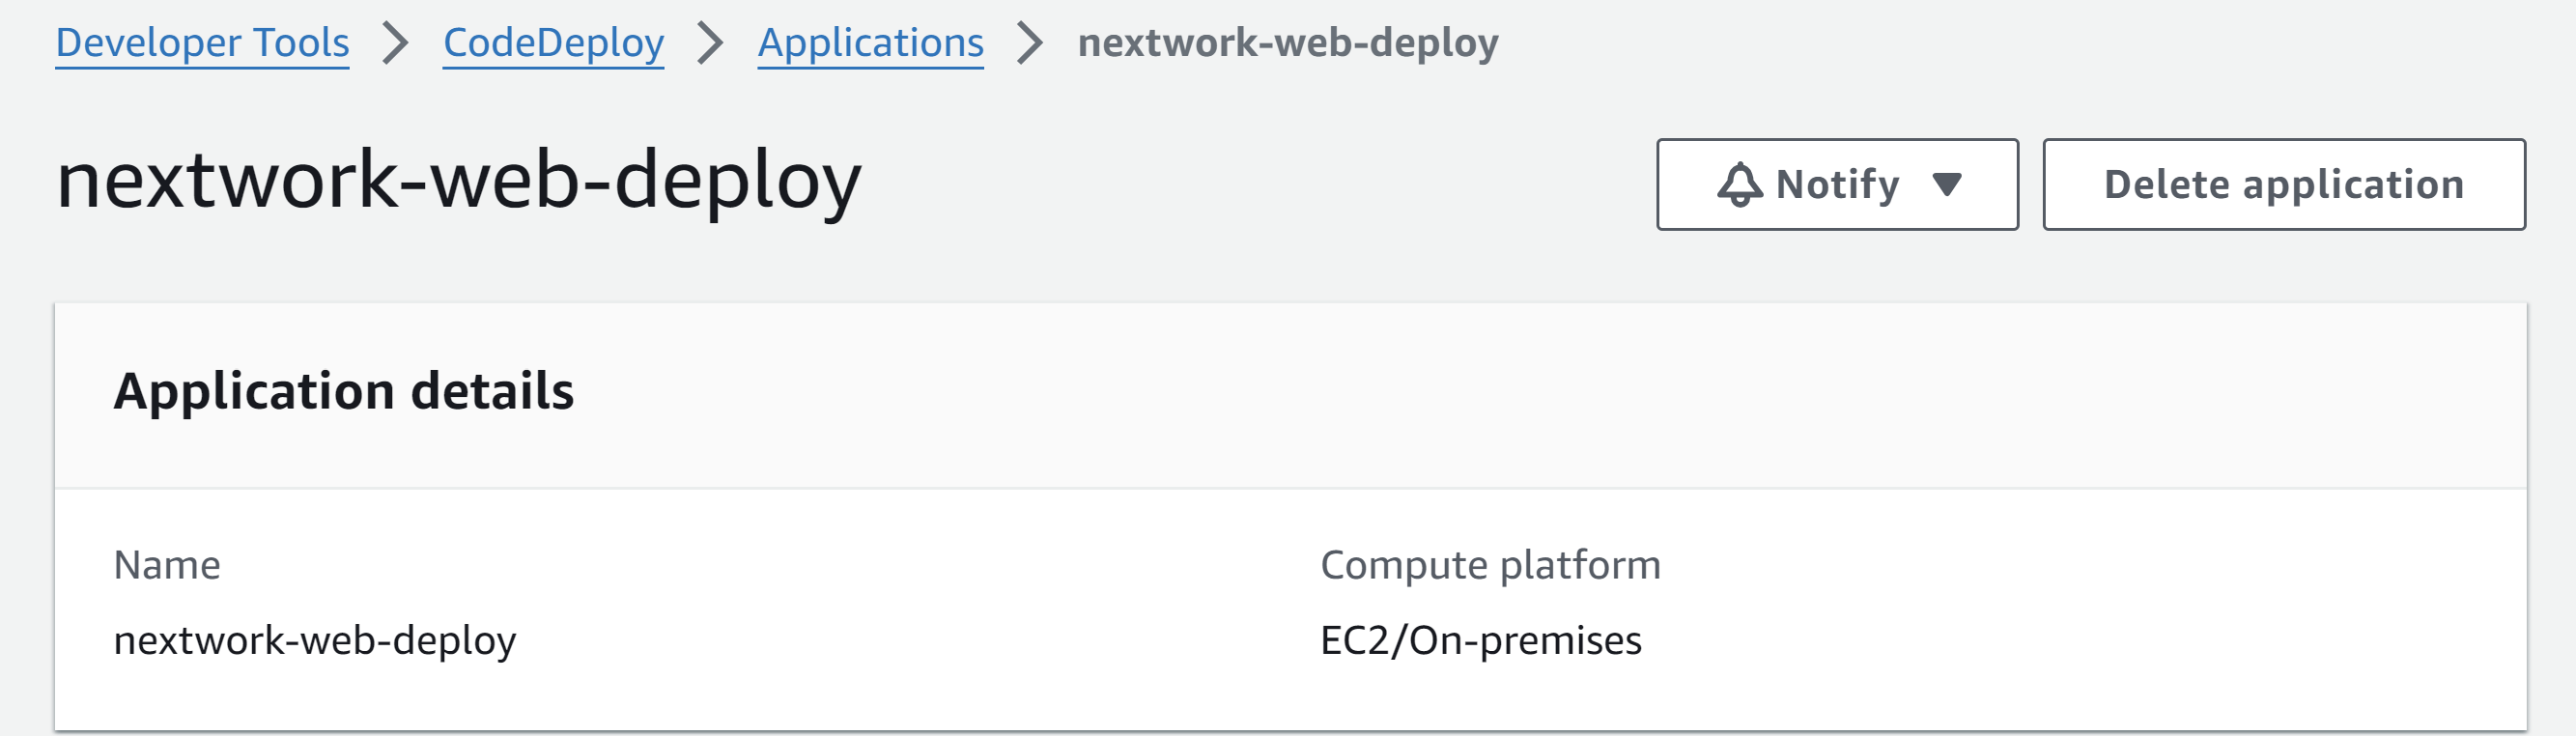 Developer Tools > CodeDeploy > Applications > nextwork-web-deploy
nextwork-web-deploy
Notify Delete application
Application details
Name Compute platform
nextwork-web-deploy EC2/On-premises